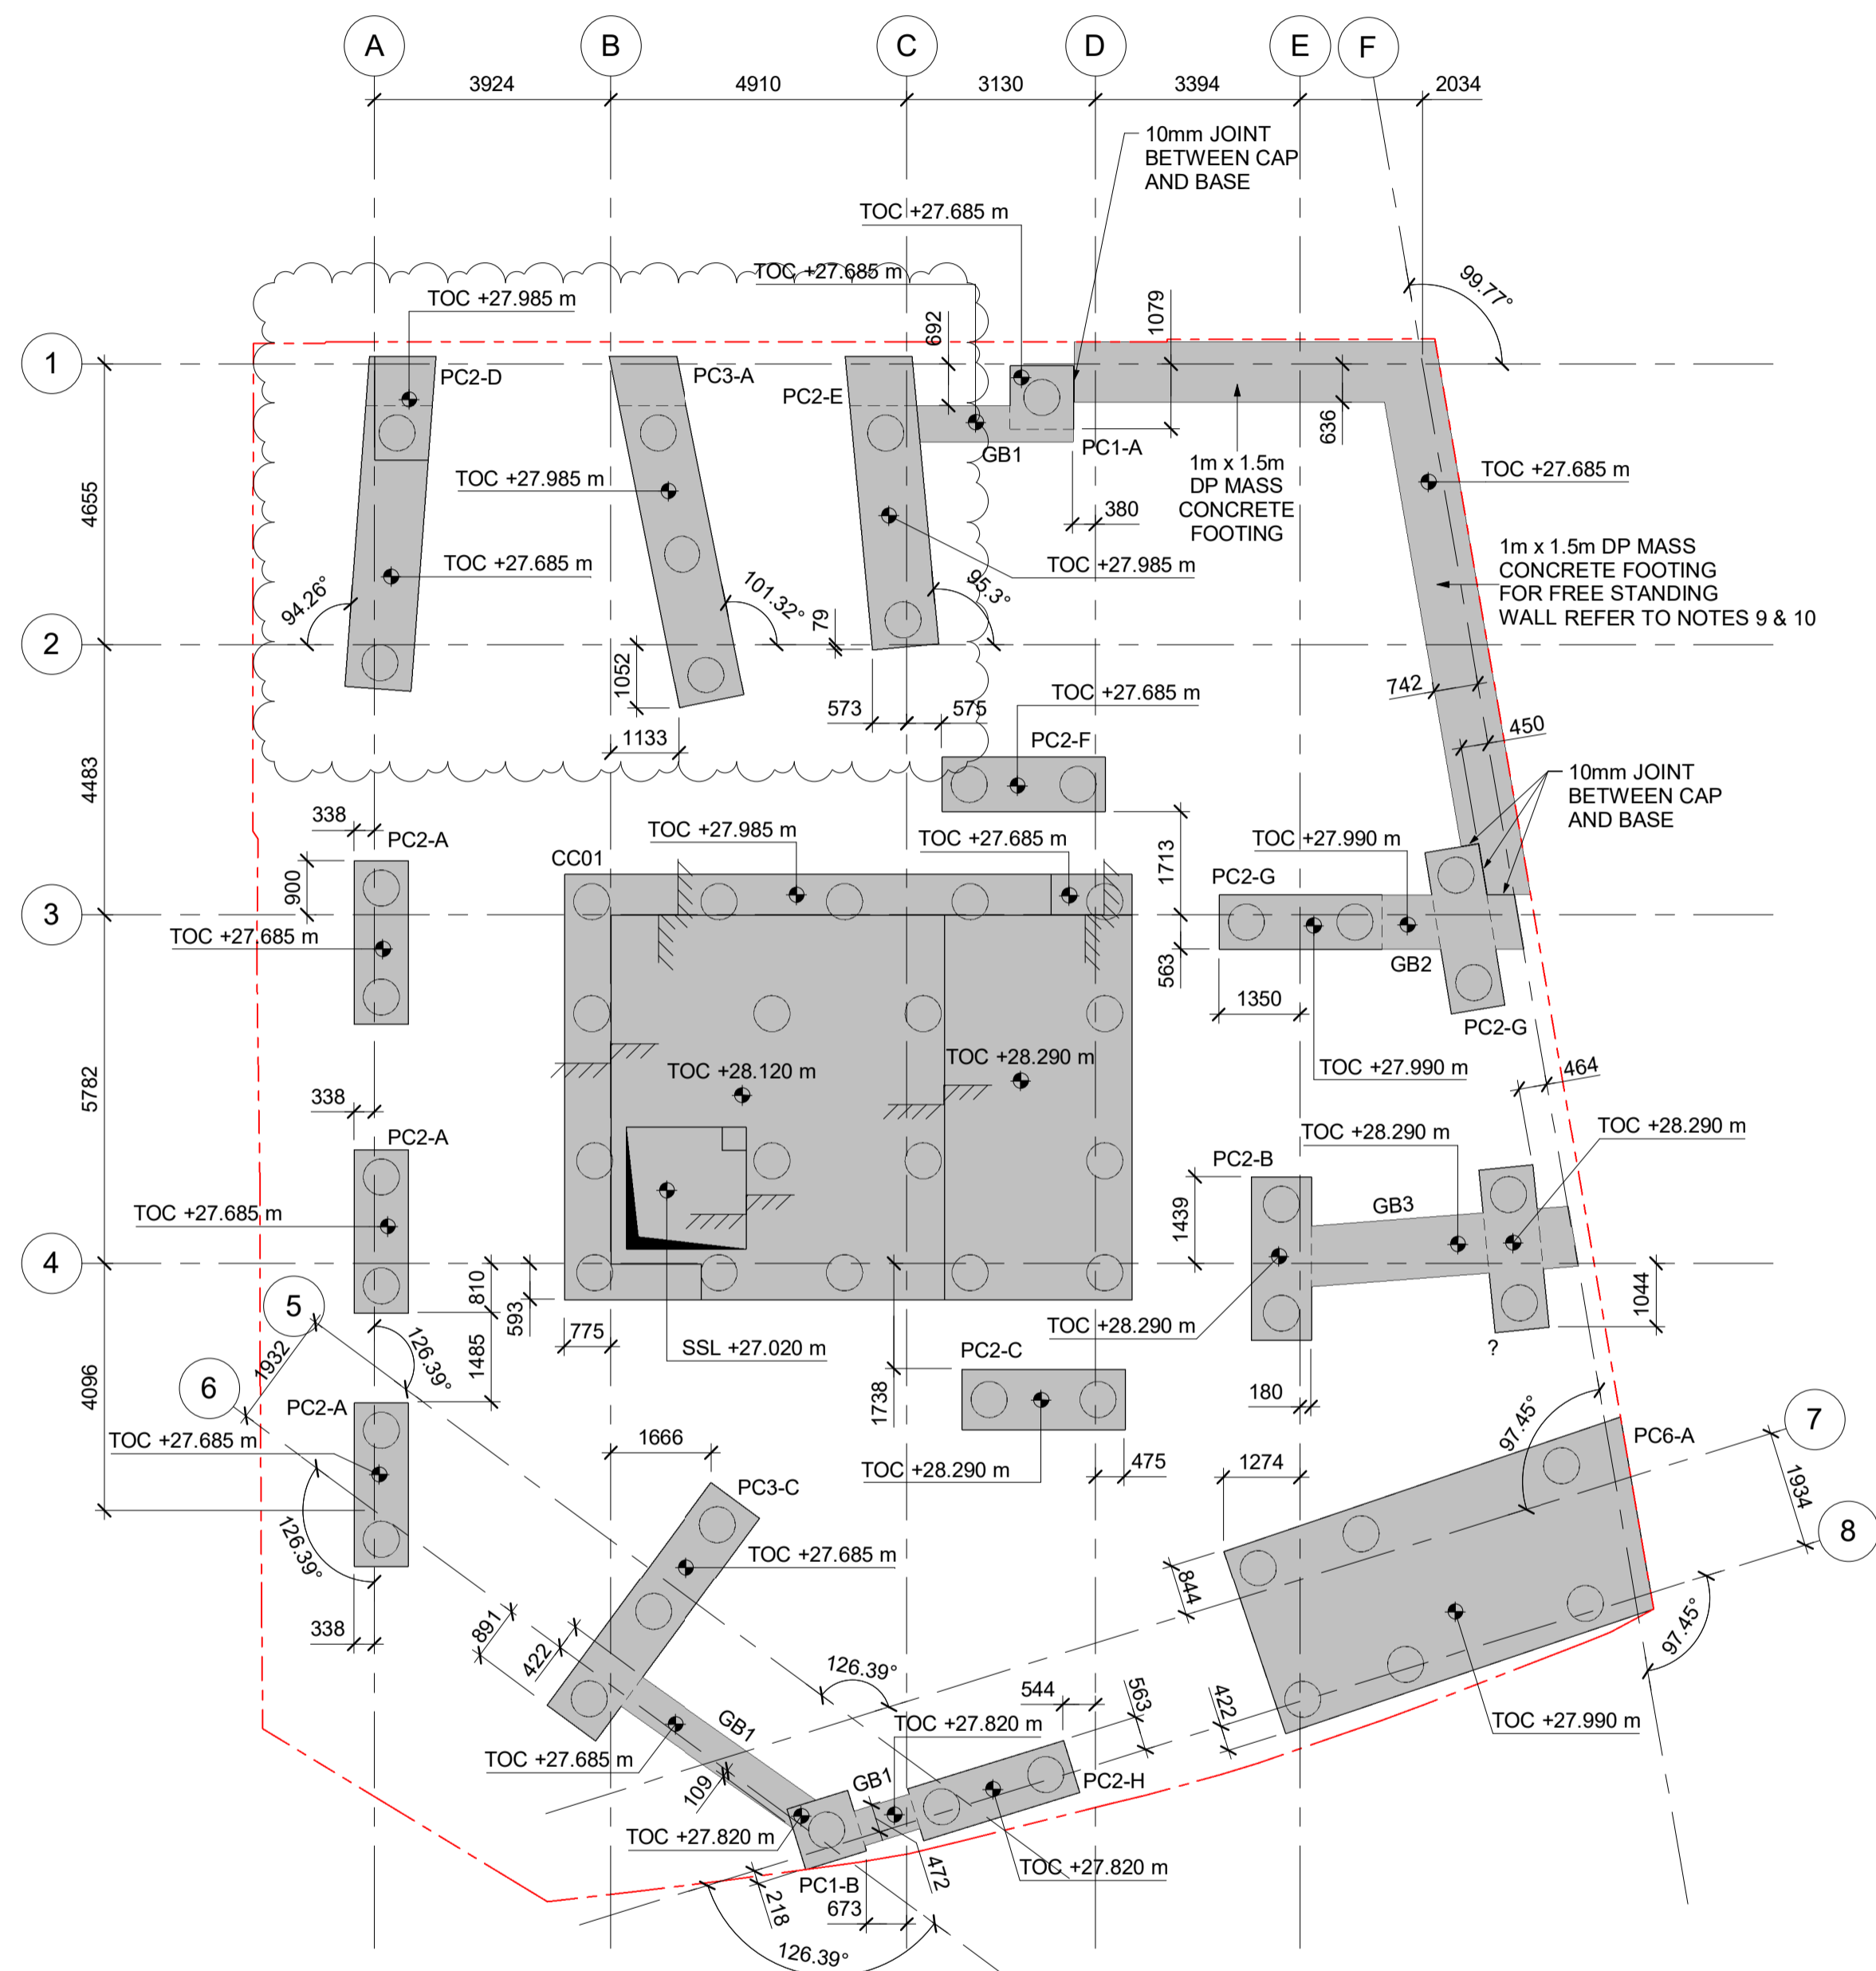 A
B
C
D
E
F
3924
4910
3130
3394
2034
10mm JOINT
BETWEEN CAP
AND BASE
TOC +27.685 m
TOC +27.685 m
TOC +27.985 m
99.77°
692
1079
1
PC2-D
PC3-A
PC2-E
GB1
PC1-A
636
1m x 1.5m
DP MASS
CONCRETE
FOOTING
TOC +27.685 m
TOC +27.985 m
380
4655
TOC +27.685 m
TOC +27.985 m
1m x 1.5m DP MASS
CONCRETE FOOTING
FOR FREE STANDING
WALL REFER TO NOTES 9 & 10
94.26°
101.32°
79
95.3°
2
1052
742
TOC +27.685 m
573
575
1133
450
PC2-F
4483
10mm JOINT
BETWEEN CAP
AND BASE
338
PC2-A
TOC +27.985 m
TOC +27.685 m
TOC +27.990 m
CC01
1713
PC2-G
900
3
TOC +27.685 m
563
GB2
1350
PC2-G
TOC +28.120 m
TOC +28.290 m
TOC +27.990 m
464
5782
338
PC2-A
TOC +28.290 m
TOC +28.290 m
PC2-B
TOC +27.685 m
1439
GB3
4
810
593
1044
5
775
SSL +27.020 m
TOC +28.290 m
?
126.39°
1485
1932
PC2-C
1738
180
6
4096
PC2-A
97.45°
7
TOC +27.685 m
1666
TOC +28.290 m
475
1274
PC6-A
PC3-C
1934
8
126.39°
TOC +27.685 m
844
338
891
422
97.45°
126.39°
544
563
422
GB1
TOC +27.820 m
TOC +27.990 m
TOC +27.685 m
109
GB1
PC2-H
TOC +27.820 m
TOC +27.820 m
472
PC1-B
218
673
126.39°